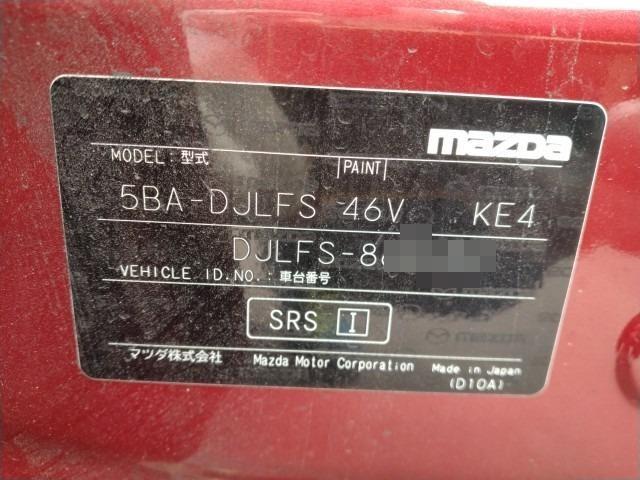 mazda
MODEL: 型式 PAINT
5BA-DJLFS 46V KE4
DJLFS-8
VEHICLE I.D.NO.: 車台番号
SRS I
マツダ株式会社 Mazda Motor Corporation Made in Japan
(D10A)